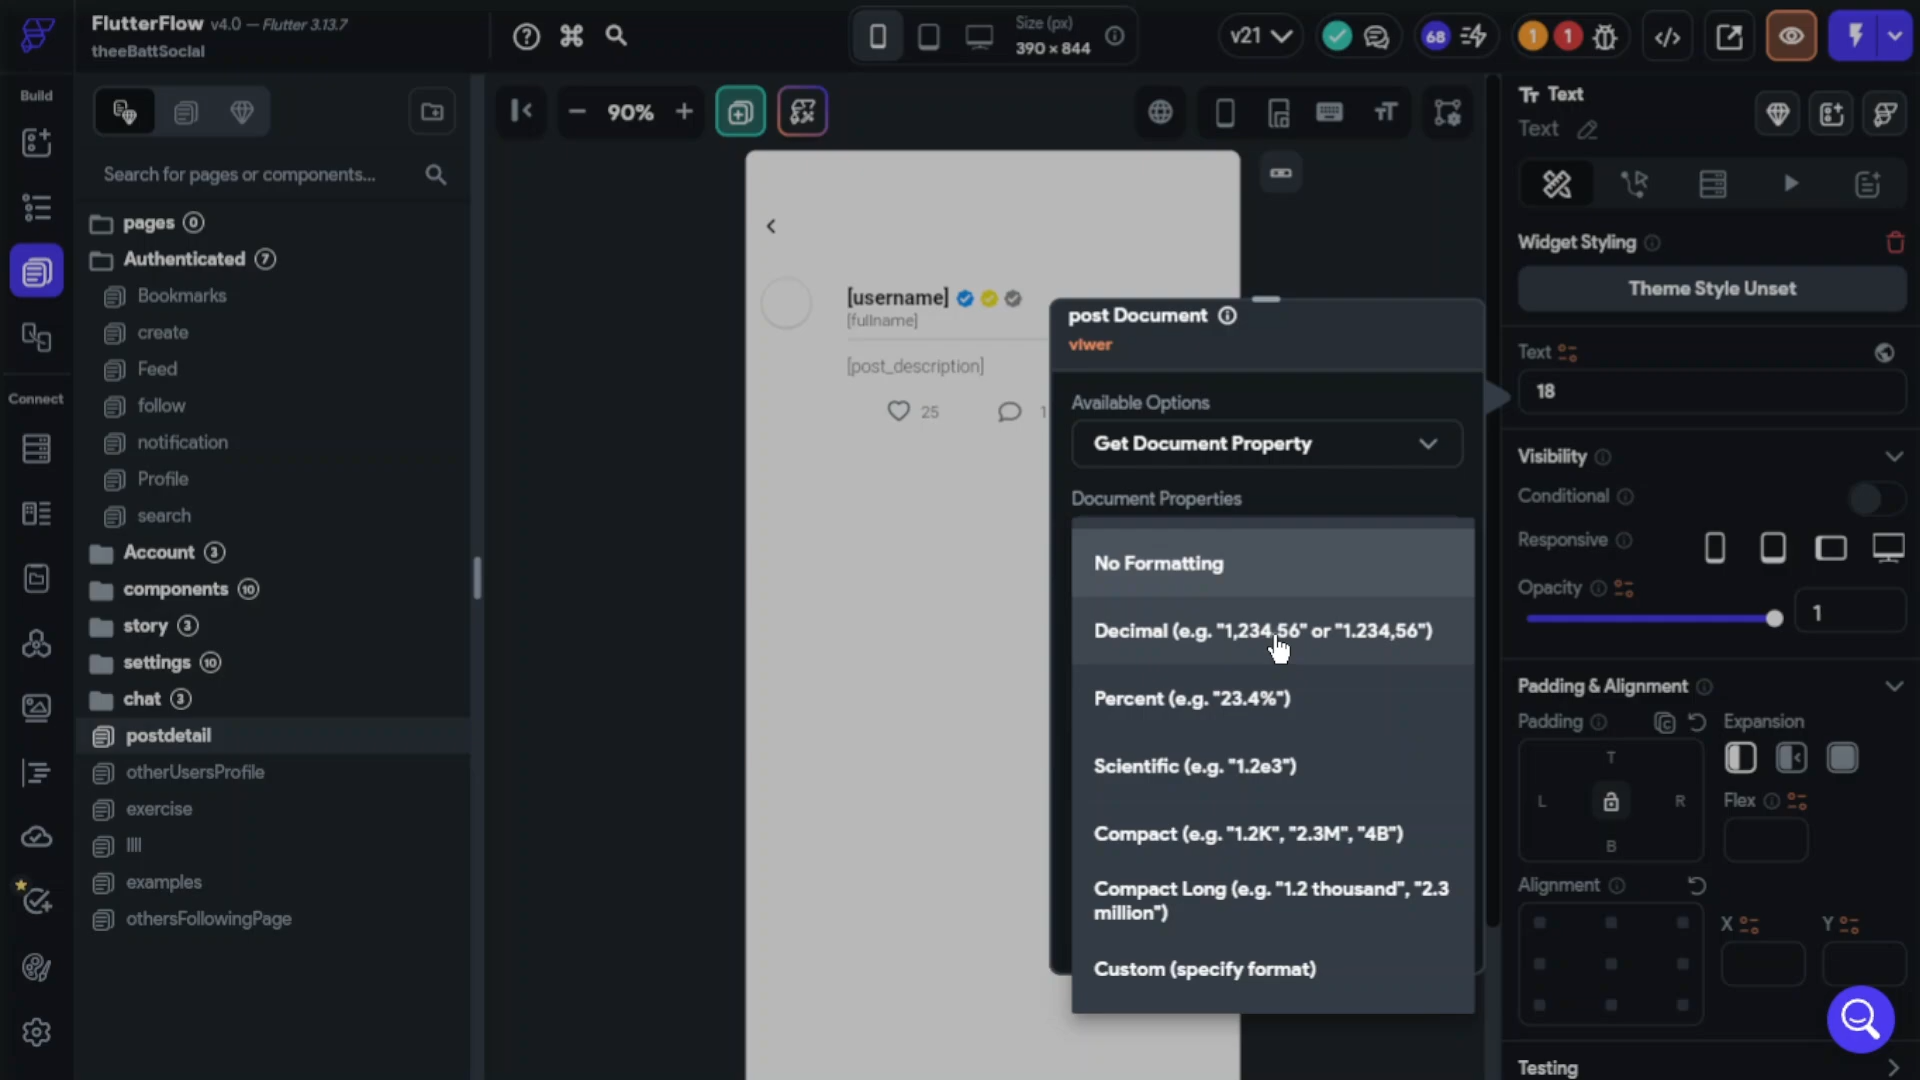 FlutterFlow v4.0 — Flutter 3.13.7
theeBattSocial
Size (px)
390 × 844
v21
68
1
1
Build
90%
Search for pages or components...
pages 0
Authenticated 7
Bookmarks
create
Feed
follow
notification
Profile
search
Account 3
components 10
story 3
settings 10
chat 3
postdetail
otherUsersProfile
exercise
llll
examples
othersFollowingPage
Connect
[username]
[fullname]
[post_description]
25
1
post Document
vlwer
Available Options
Get Document Property
Document Properties
No Formatting
Decimal (e.g. "1,234.56" or "1.234,56")
Percent (e.g. "23.4%")
Scientific (e.g. "1.2e3")
Compact (e.g. "1.2K", "2.3M", "4B")
Compact Long (e.g. "1.2 thousand", "2.3
million")
Custom (specify format)
Tt Text
Text
Widget Styling
Theme Style Unset
Text
18
Visibility
Conditional
Responsive
Opacity
1
Padding & Alignment
Padding
Expansion
T
L
R
B
Flex
Alignment
X
Y
Testing